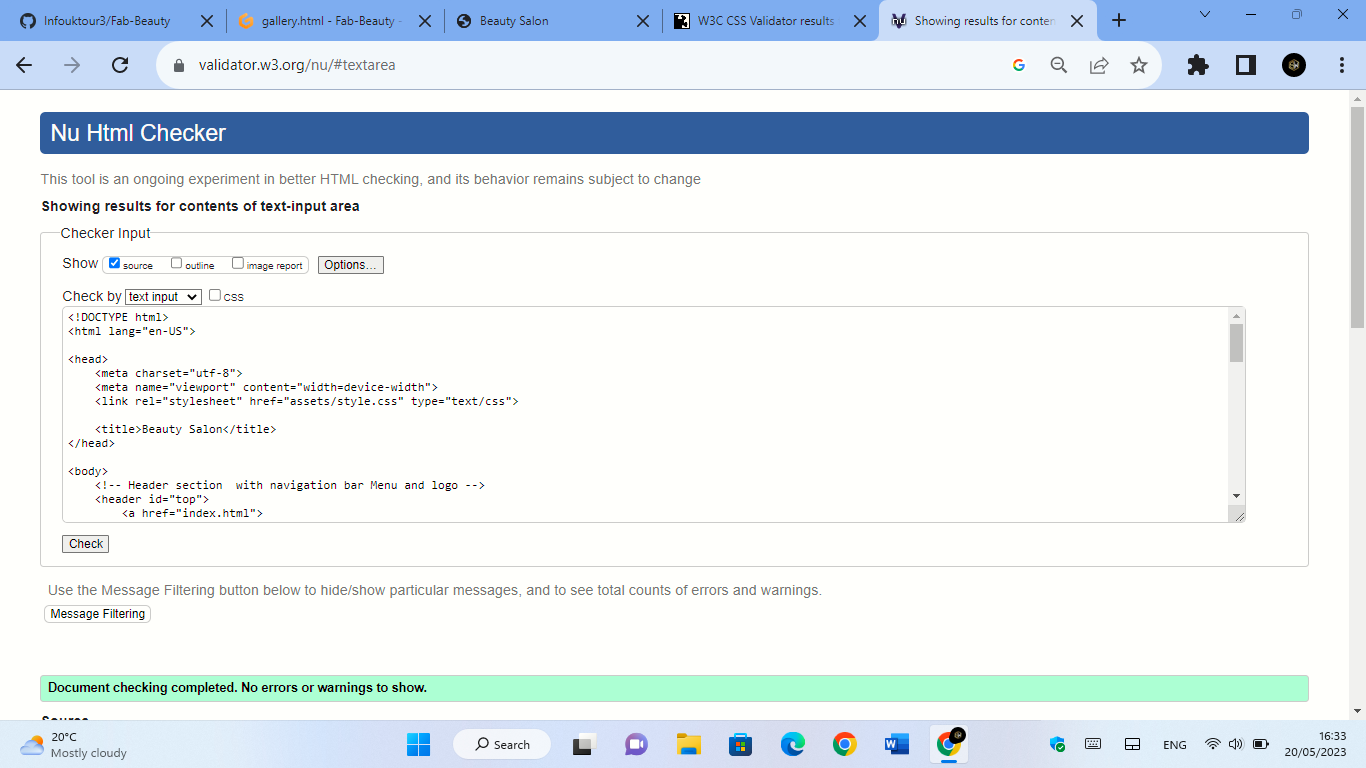 Infouktour3/Fab-Beauty
gallery.html - Fab-Beauty -
Beauty Salon
W3C CSS Validator results
Showing results for conten
validator.w3.org/nu/#textarea
Nu Html Checker
This tool is an ongoing experiment in better HTML checking, and its behavior remains subject to change
Showing results for contents of text-input area
Checker Input
Show source outline image report Options...
Check by text input css
<!DOCTYPE html>
<html lang="en-US">
<head>
<meta charset="utf-8">
<meta name="viewport" content="width=device-width">
<link rel="stylesheet" href="assets/style.css" type="text/css">
<title>Beauty Salon</title>
</head>
<body>
<!-- Header section  with navigation bar Menu and logo -->
<header id="top">
<a href="index.html">
Check
Use the Message Filtering button below to hide/show particular messages, and to see total counts of errors and warnings.
Message Filtering
Document checking completed. No errors or warnings to show.
Source
20°C
Mostly cloudy
Search
ENG
16:33
20/05/2023